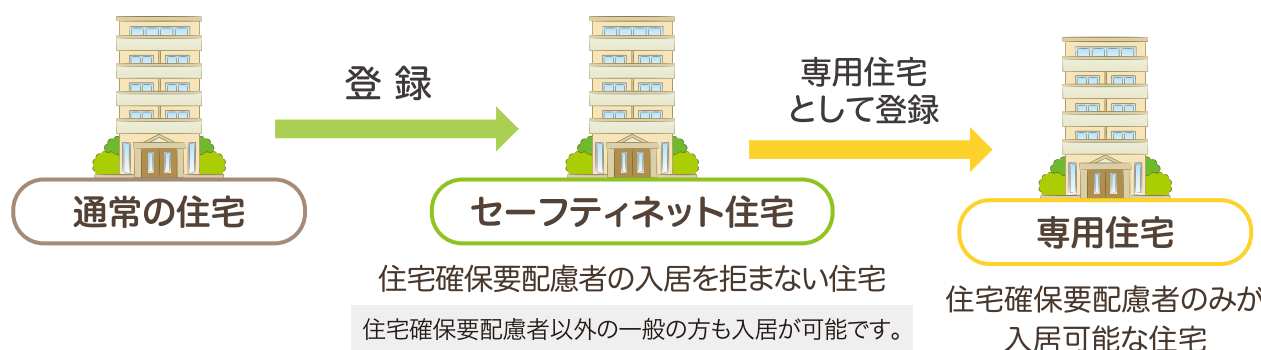 登 録
専用住宅
として登録
通常の住宅
セーフティネット住宅
専用住宅
住宅確保要配慮者の入居を拒まない住宅
住宅確保要配慮者以外の一般の方も入居が可能です。
住宅確保要配慮者のみが
入居可能な住宅